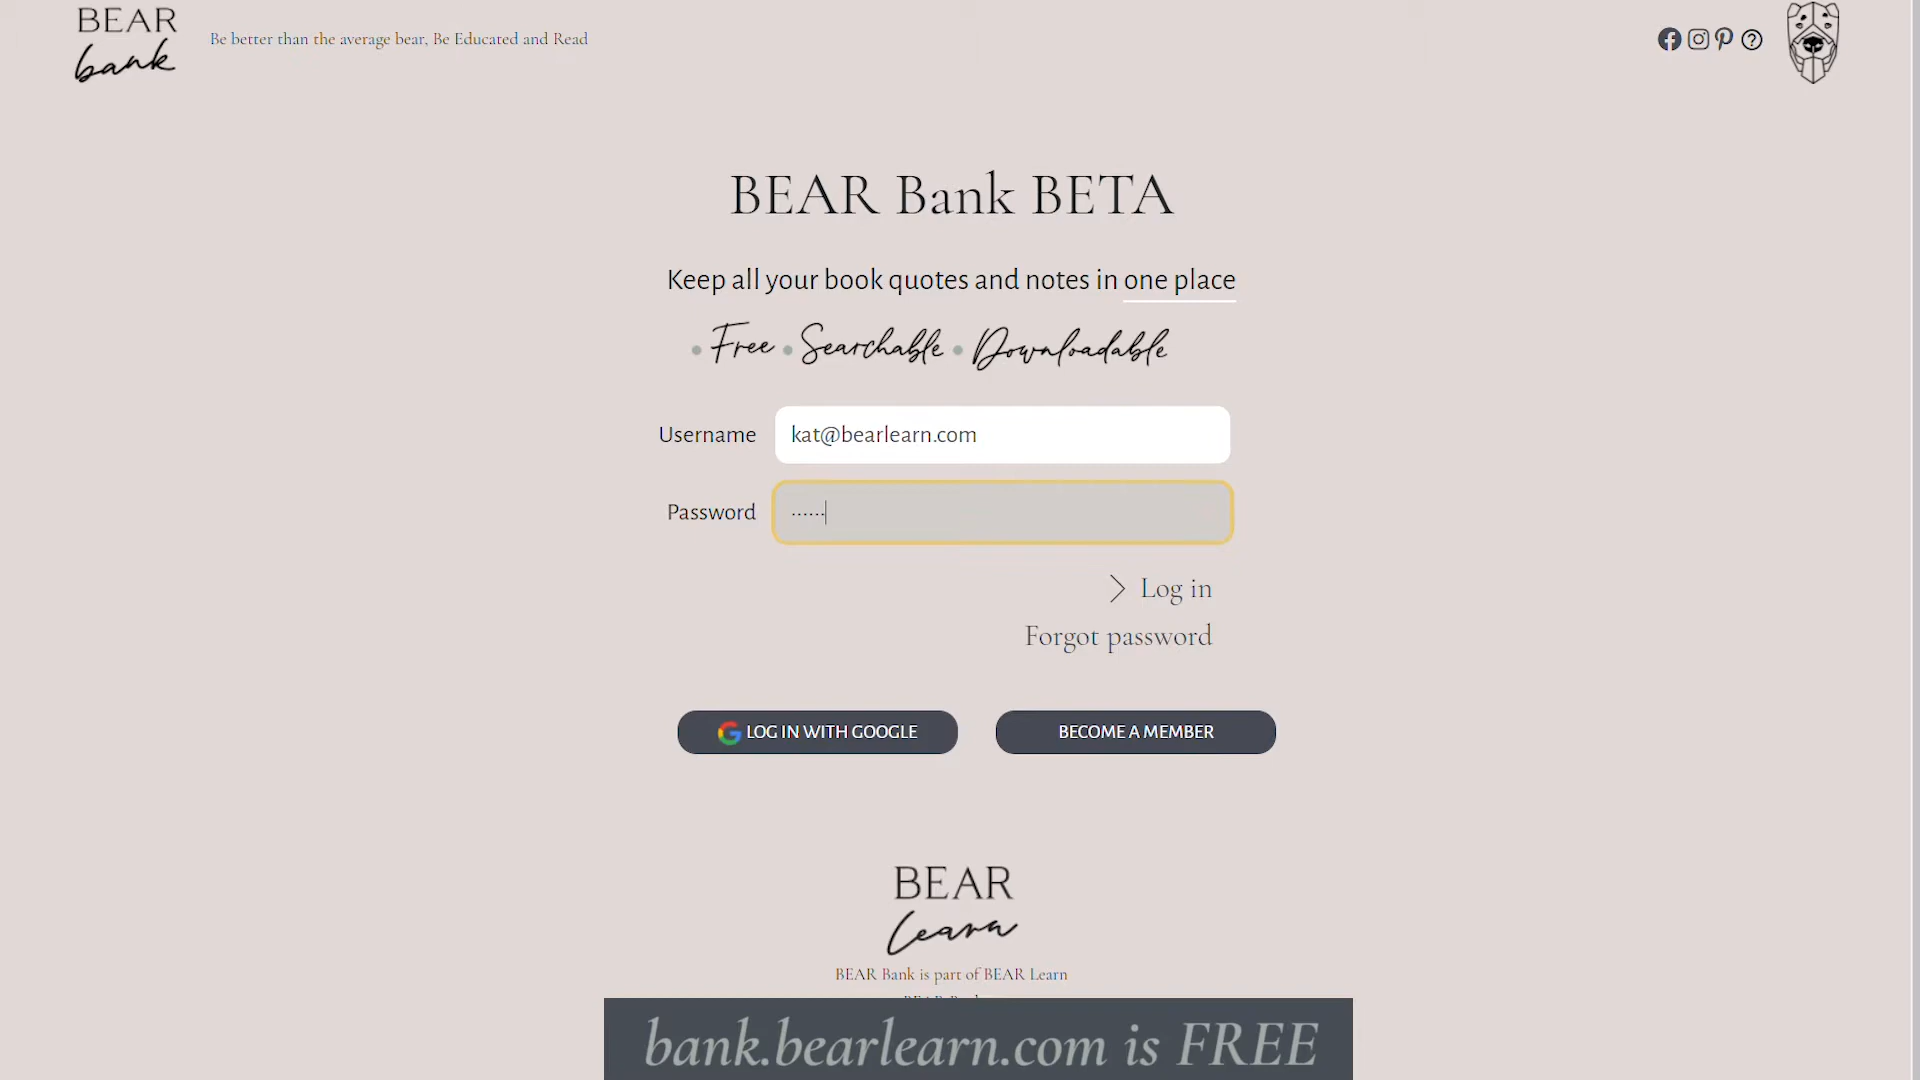 BEAR
bank
Be better than the average bear, Be Educated and Read
BEAR Bank BETA
Keep all your book quotes and notes in one place
• Free • Searchable • Downloadable
Username kat@bearlearn.com
Password ······
Log in
Forgot password
LOG IN WITH GOOGLE
BECOME A MEMBER
BEAR
Learn
BEAR Bank is part of BEAR Learn
bank.bearlearn.com is FREE